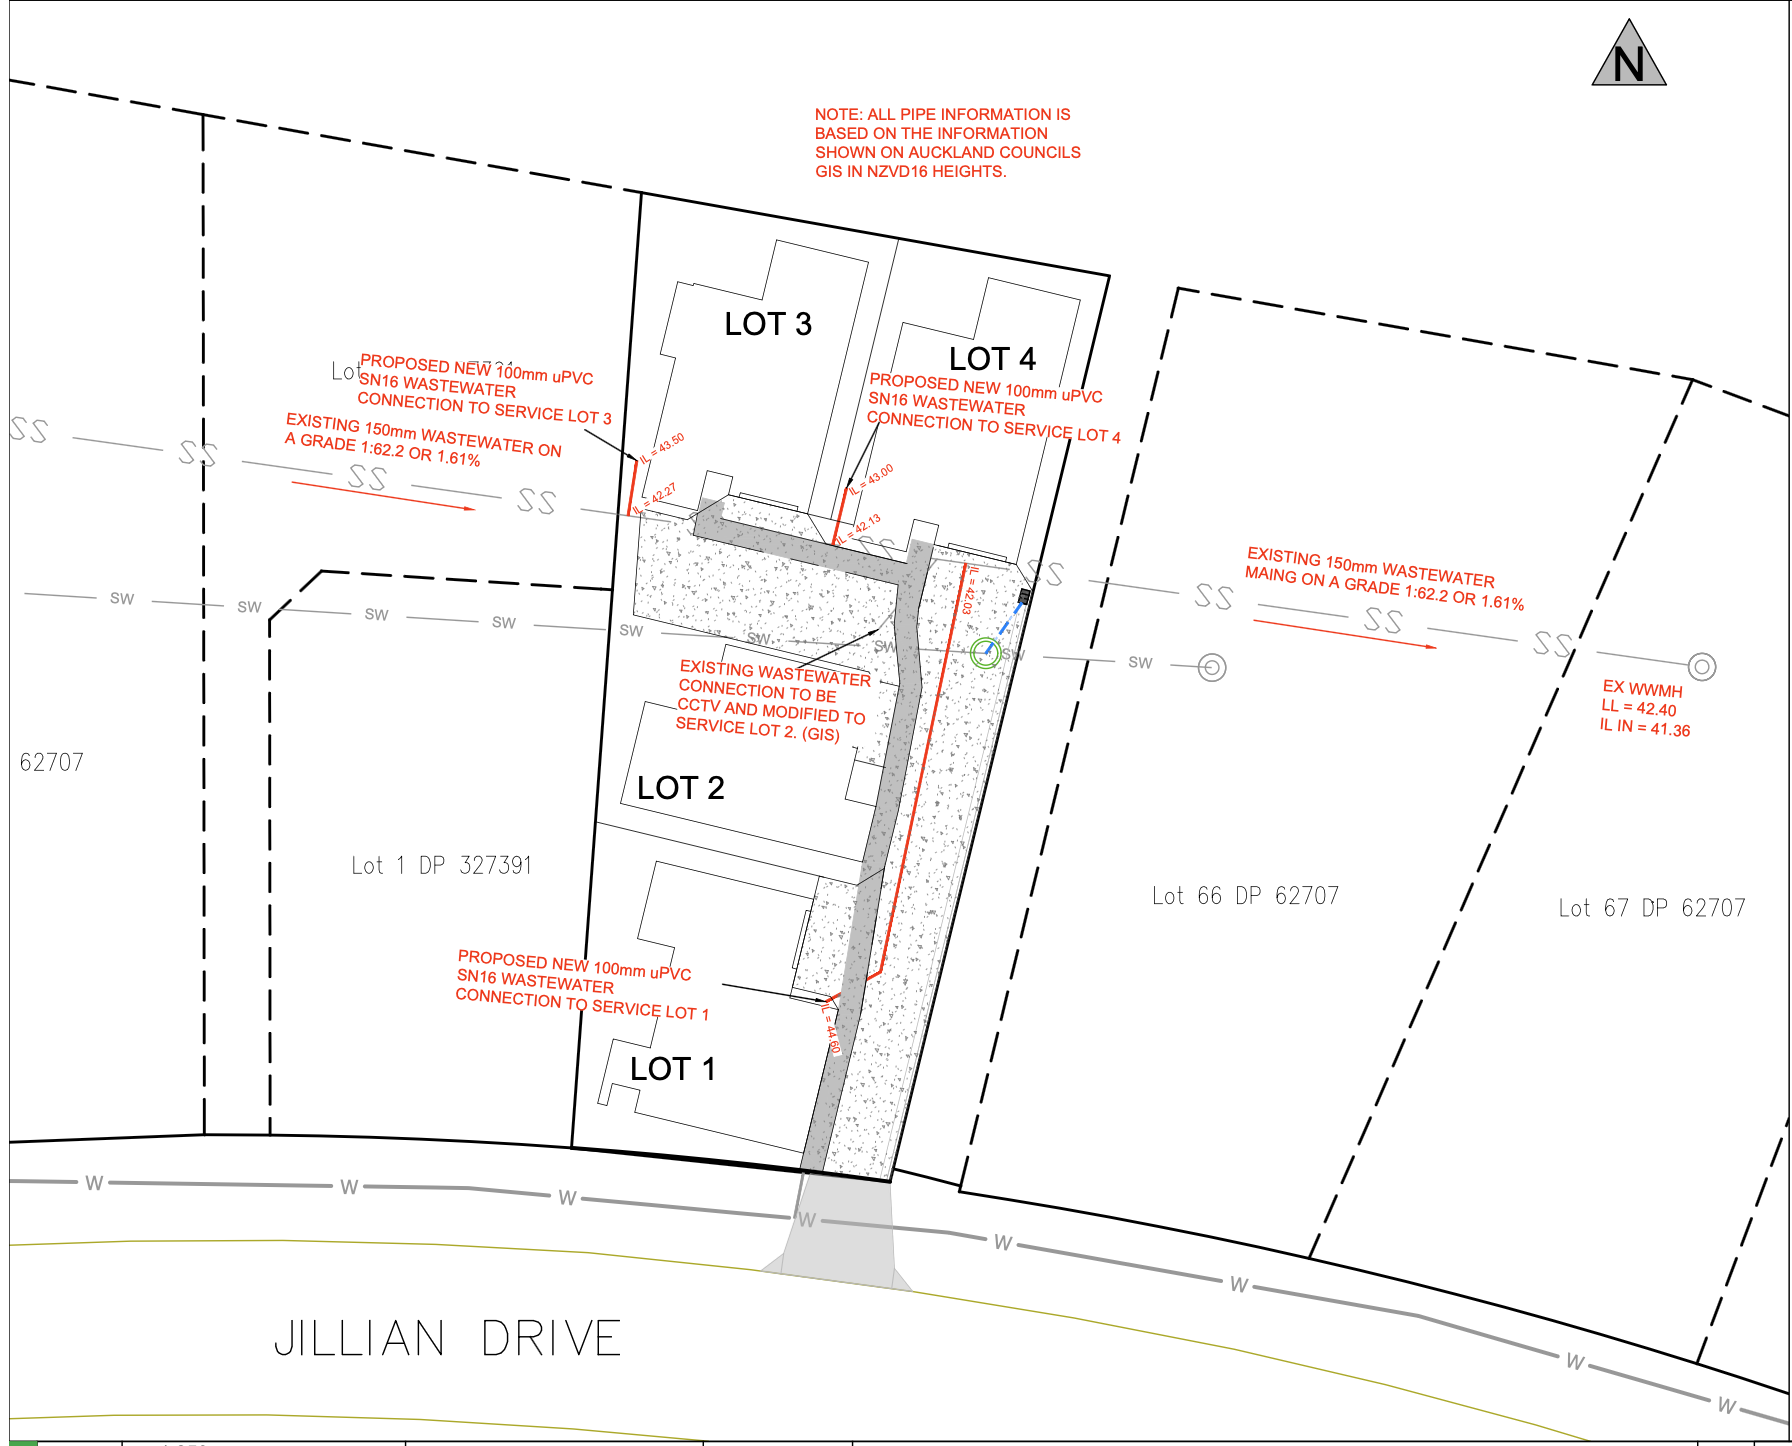 N
NOTE: ALL PIPE INFORMATION IS
BASED ON THE INFORMATION
SHOWN ON AUCKLAND COUNCILS
GIS IN NZVD16 HEIGHTS.
LOT 3
LOT 4
Lot
PROPOSED NEW 100mm uPVC
SN16 WASTEWATER
CONNECTION TO SERVICE LOT 3
PROPOSED NEW 100mm uPVC
SN16 WASTEWATER
CONNECTION TO SERVICE LOT 4
EXISTING 150mm WASTEWATER ON
A GRADE 1:62.2 OR 1.61%
SS
SS
SS
SS
SS
SS
SS
SS
SS
IL = 43.50
IL = 42.27
IL = 43.00
IL = 42.13
IL = 42.03
EXISTING 150mm WASTEWATER
MAING ON A GRADE 1:62.2 OR 1.61%
SW
SW
SW
SW
SW
SW
SW
SW
SW
EXISTING WASTEWATER
CONNECTION TO BE
CCTV AND MODIFIED TO
SERVICE LOT 2. (GIS)
EX WWMH
LL = 42.40
IL IN = 41.36
62707
LOT 2
Lot 1 DP 327391
Lot 66 DP 62707
Lot 67 DP 62707
PROPOSED NEW 100mm uPVC
SN16 WASTEWATER
CONNECTION TO SERVICE LOT 1
IL = 44.60
LOT 1
W
W
W
W
W
W
W
W
JILLIAN DRIVE